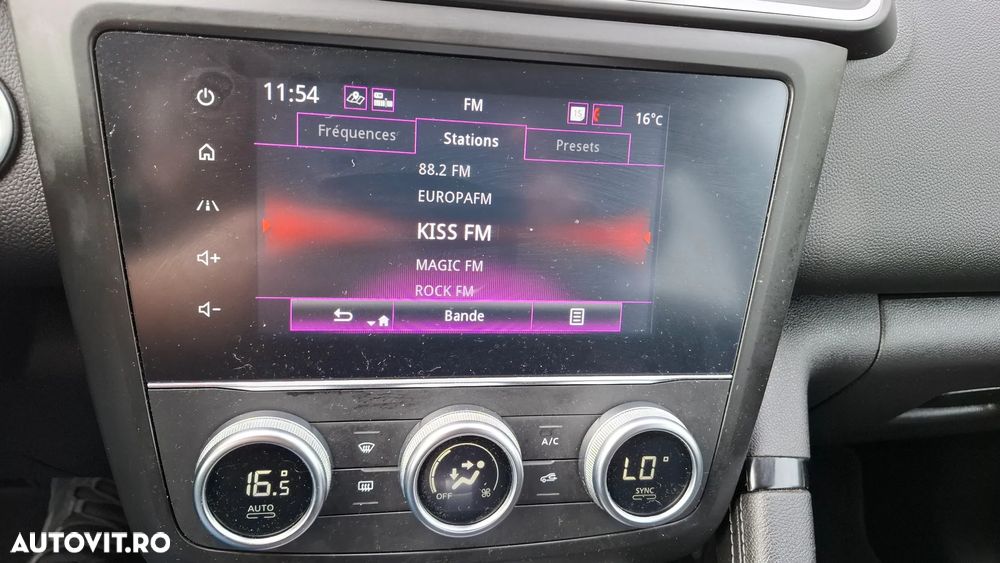 11:54
FM
15
16°C
Fréquences
Stations
Presets
88.2 FM
EUROPAFM
KISS FM
MAGIC FM
ROCK FM
Bande
A/C
16.5°
AUTO
OFF
LO°
SYNC
AUTOVIT.RO